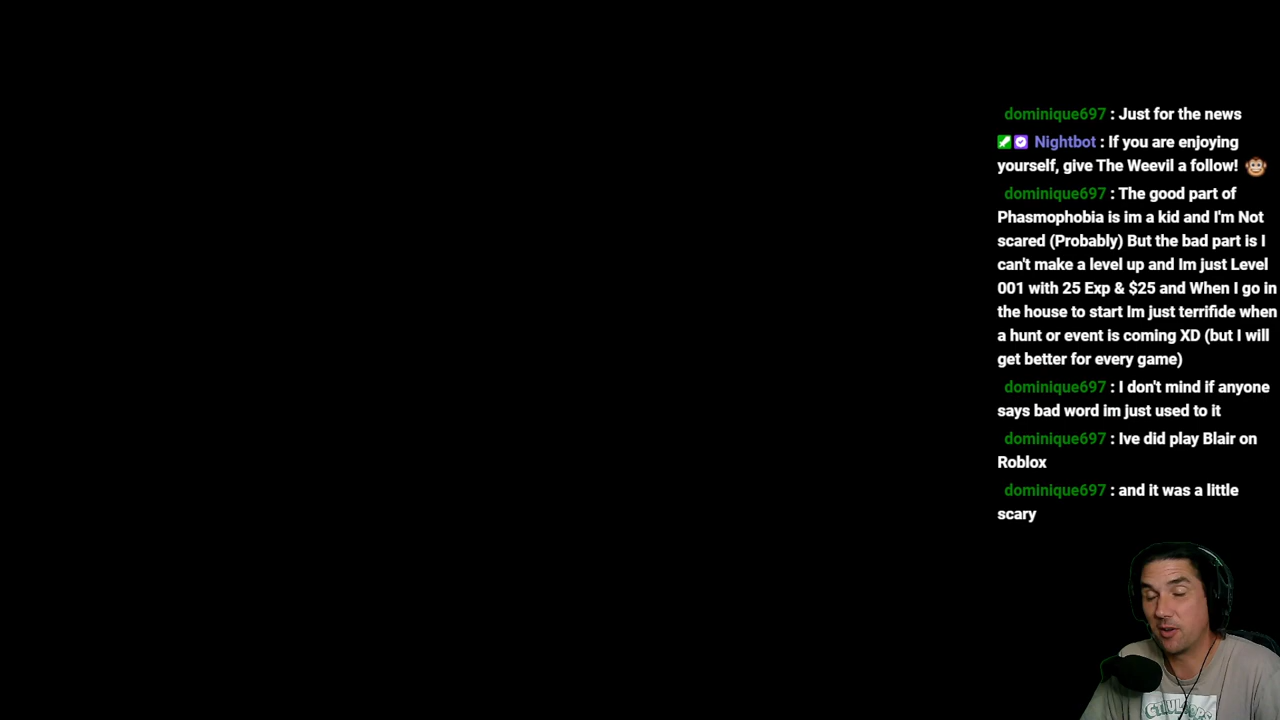 dominique697 : Just for the news
Nightbot : If you are enjoying
yourself, give The Weevil a follow!
dominique697 : The good part of
Phasmophobia is im a kid and I'm Not
scared (Probably) But the bad part is I
can't make a level up and Im just Level
001 with 25 Exp & $25 and When I go in
the house to start Im just terrifide when
a hunt or event is coming XD (but I will
get better for every game)
dominique697 : I don't mind if anyone
says bad word im just used to it
dominique697 : Ive did play Blair on
Roblox
dominique697 : and it was a little
scary